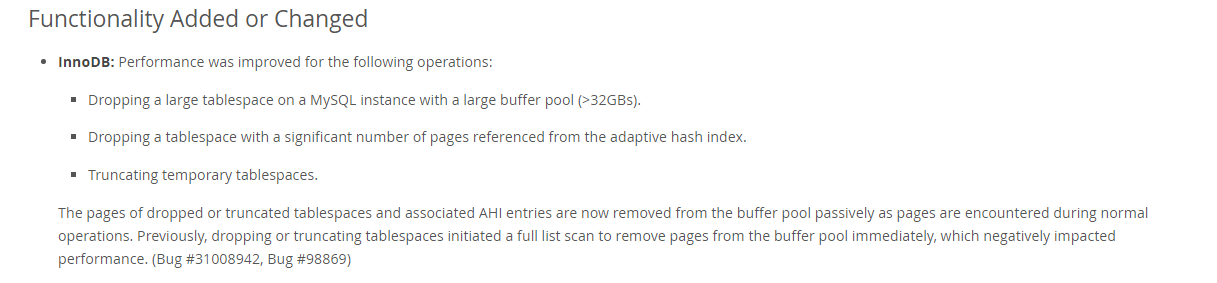 Functionality Added or Changed
• InnoDB: Performance was improved for the following operations:
▪ Dropping a large tablespace on a MySQL instance with a large buffer pool (>32GBs).
▪ Dropping a tablespace with a significant number of pages referenced from the adaptive hash index.
▪ Truncating temporary tablespaces.
The pages of dropped or truncated tablespaces and associated AHI entries are now removed from the buffer pool passively as pages are encountered during normal
operations. Previously, dropping or truncating tablespaces initiated a full list scan to remove pages from the buffer pool immediately, which negatively impacted
performance. (Bug #31008942, Bug #98869)